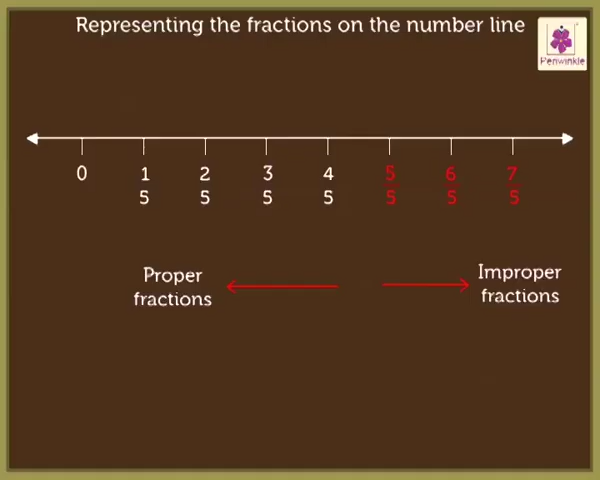 Representing the fractions on the number line
Periwinkle
0 1 2 3 4 5 6 7
5 5 5 5 5 5 5
Proper
fractions
Improper
fractions